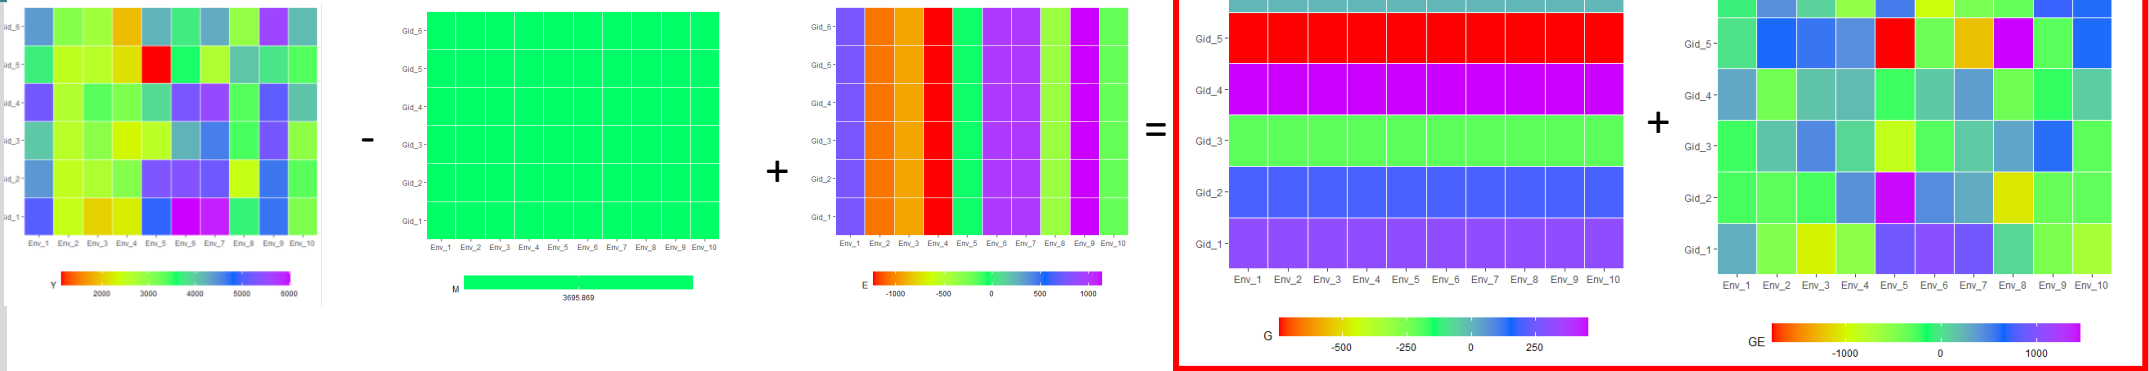 Gid_6
Gid_5
Gid_4
Gid_3
Gid_2
Gid_1
Env_1 Env_2 Env_3 Env_4 Env_5 Env_6 Env_7 Env_8 Env_9 Env_10
Y
2000 3000 4000 5000 6000
-
Gid_6
Gid_5
Gid_4
Gid_3
Gid_2
Gid_1
Env_1 Env_2 Env_3 Env_4 Env_5 Env_6 Env_7 Env_8 Env_9 Env_10
M
3695.869
+
Gid_6
Gid_5
Gid_4
Gid_3
Gid_2
Gid_1
Env_1 Env_2 Env_3 Env_4 Env_5 Env_6 Env_7 Env_8 Env_9 Env_10
E
-1000 -500 0 500 1000
=
Gid_5
Gid_4
Gid_3
Gid_2
Gid_1
Env_1 Env_2 Env_3 Env_4 Env_5 Env_6 Env_7 Env_8 Env_9 Env_10
G
-500 -250 0 250
+
Gid_5
Gid_4
Gid_3
Gid_2
Gid_1
Env_1 Env_2 Env_3 Env_4 Env_5 Env_6 Env_7 Env_8 Env_9 Env_10
GE
-1000 0 1000